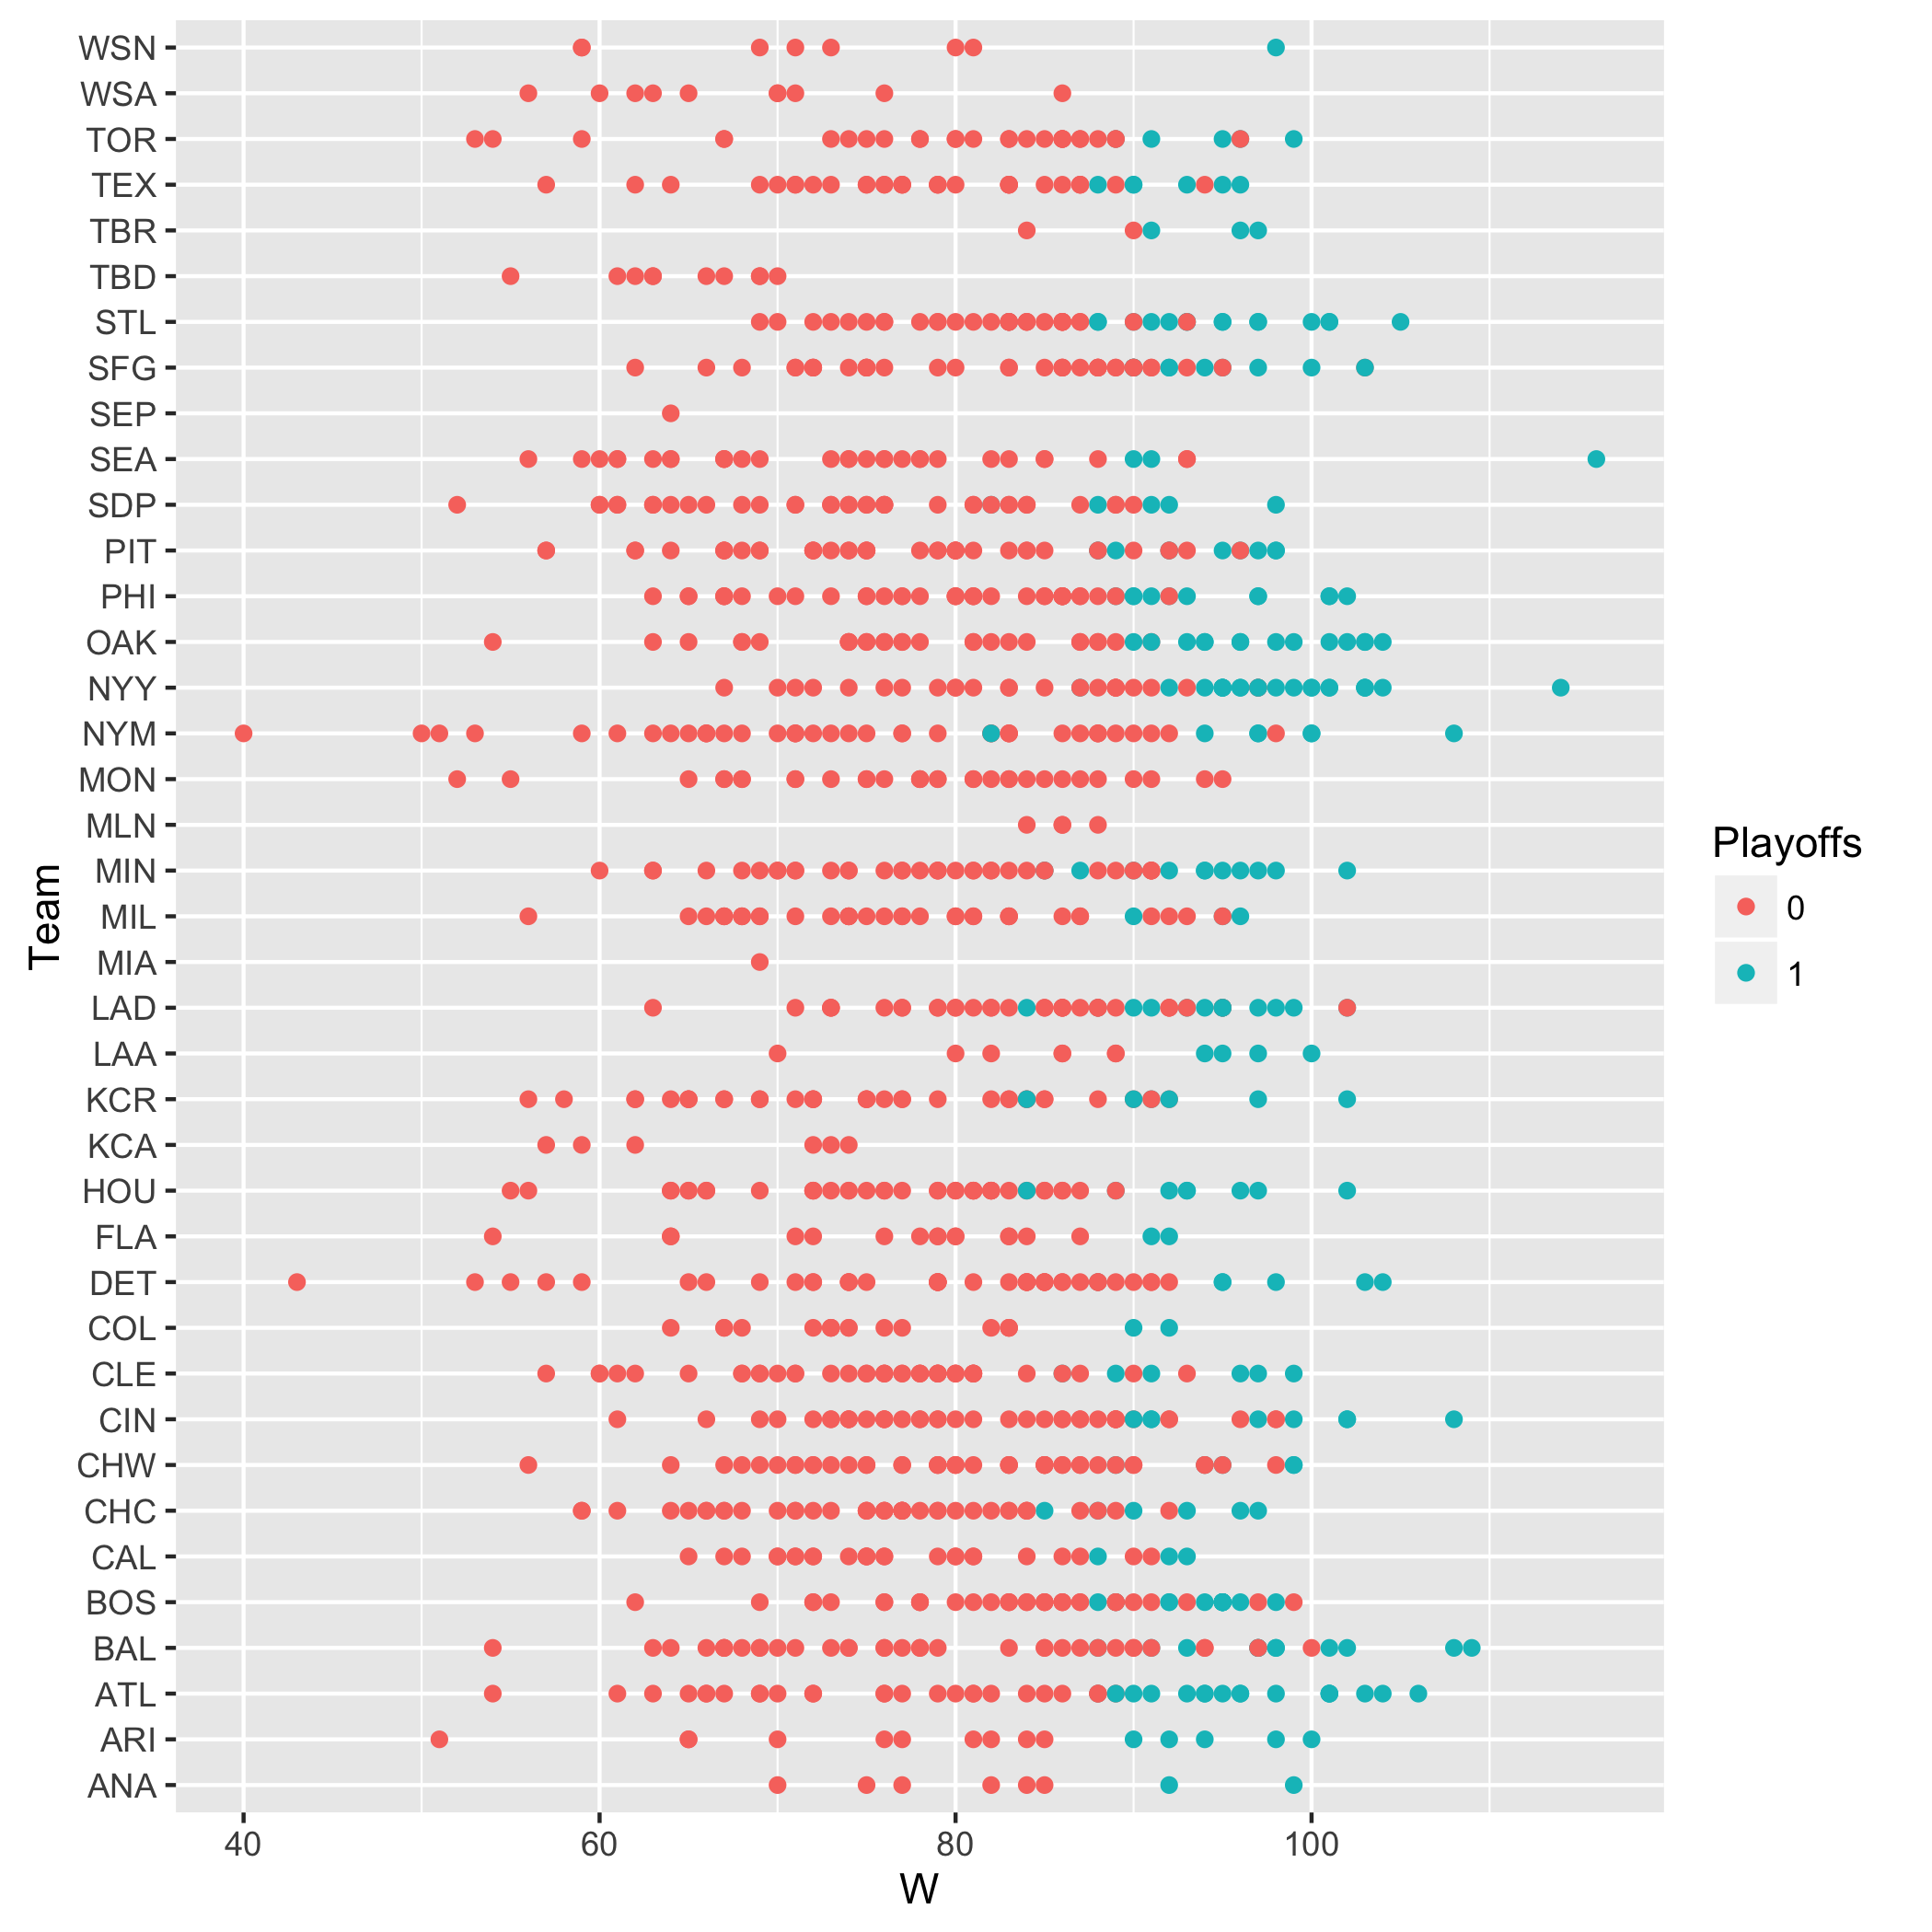 WSN
WSA
TOR
TEX
TBR
TBD
STL
SFG
SEP
SEA
SDP
PIT
PHI
OAK
NYY
NYM
MON
MLN
MIN
MIL
MIA
LAD
LAA
KCR
KCA
HOU
FLA
DET
COL
CLE
CIN
CHW
CHC
CAL
BOS
BAL
ATL
ARI
ANA
Team
40 60 80 100
W
Playoffs
0
1